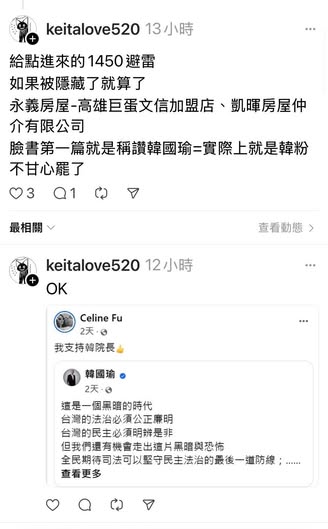 keitalove520 13小時
給點進來的1450避雷
如果被隱藏了就算了
永義房屋-高雄巨蛋文信加盟店、凱暉房屋仲
介有限公司
臉書第一篇就是稱讚韓國瑜=實際上就是韓粉
不甘心罷了
3 1
最相關 查看動態
keitalove520 12小時
OK
Celine Fu
2天
我支持韓院長👍
韓國瑜
2天
這是一個黑暗的時代
台灣的法治必須公正廉明
台灣的民主必須明辨是非
但我們還有機會走出這片黑暗與恐怖
全民期待司法可以堅守民主法治的最後一道防線；......
查看更多